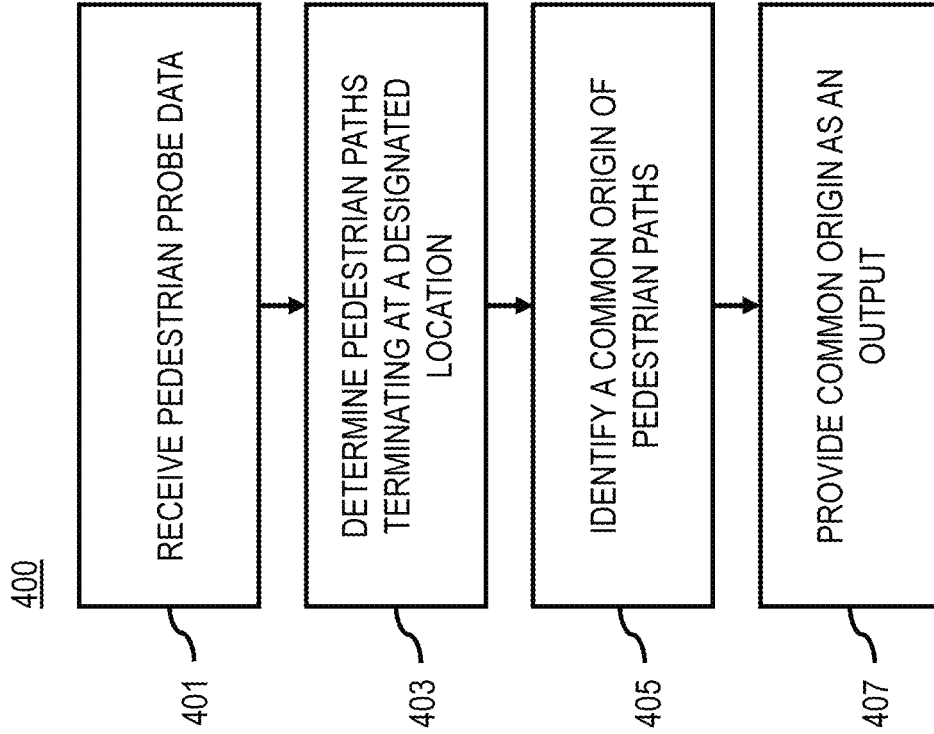 400
401
RECEIVE PEDESTRIAN PROBE DATA
403
DETERMINE PEDESTRIAN PATHS
TERMINATING AT A DESIGNATED
LOCATION
405
IDENTIFY A COMMON ORIGIN OF
PEDESTRIAN PATHS
407
PROVIDE COMMON ORIGIN AS AN
OUTPUT